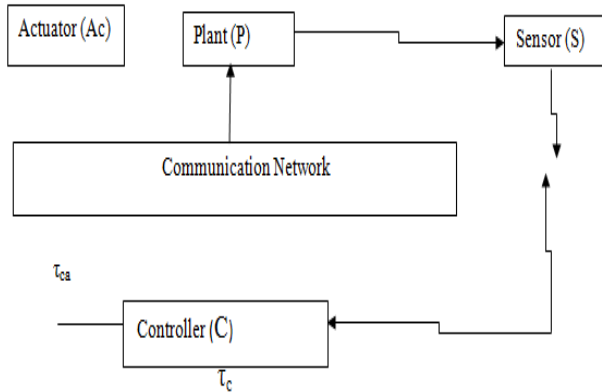 Actuator (Ac)
Plant (P)
Sensor (S)
Communication Network
τca
Controller (C)
τc